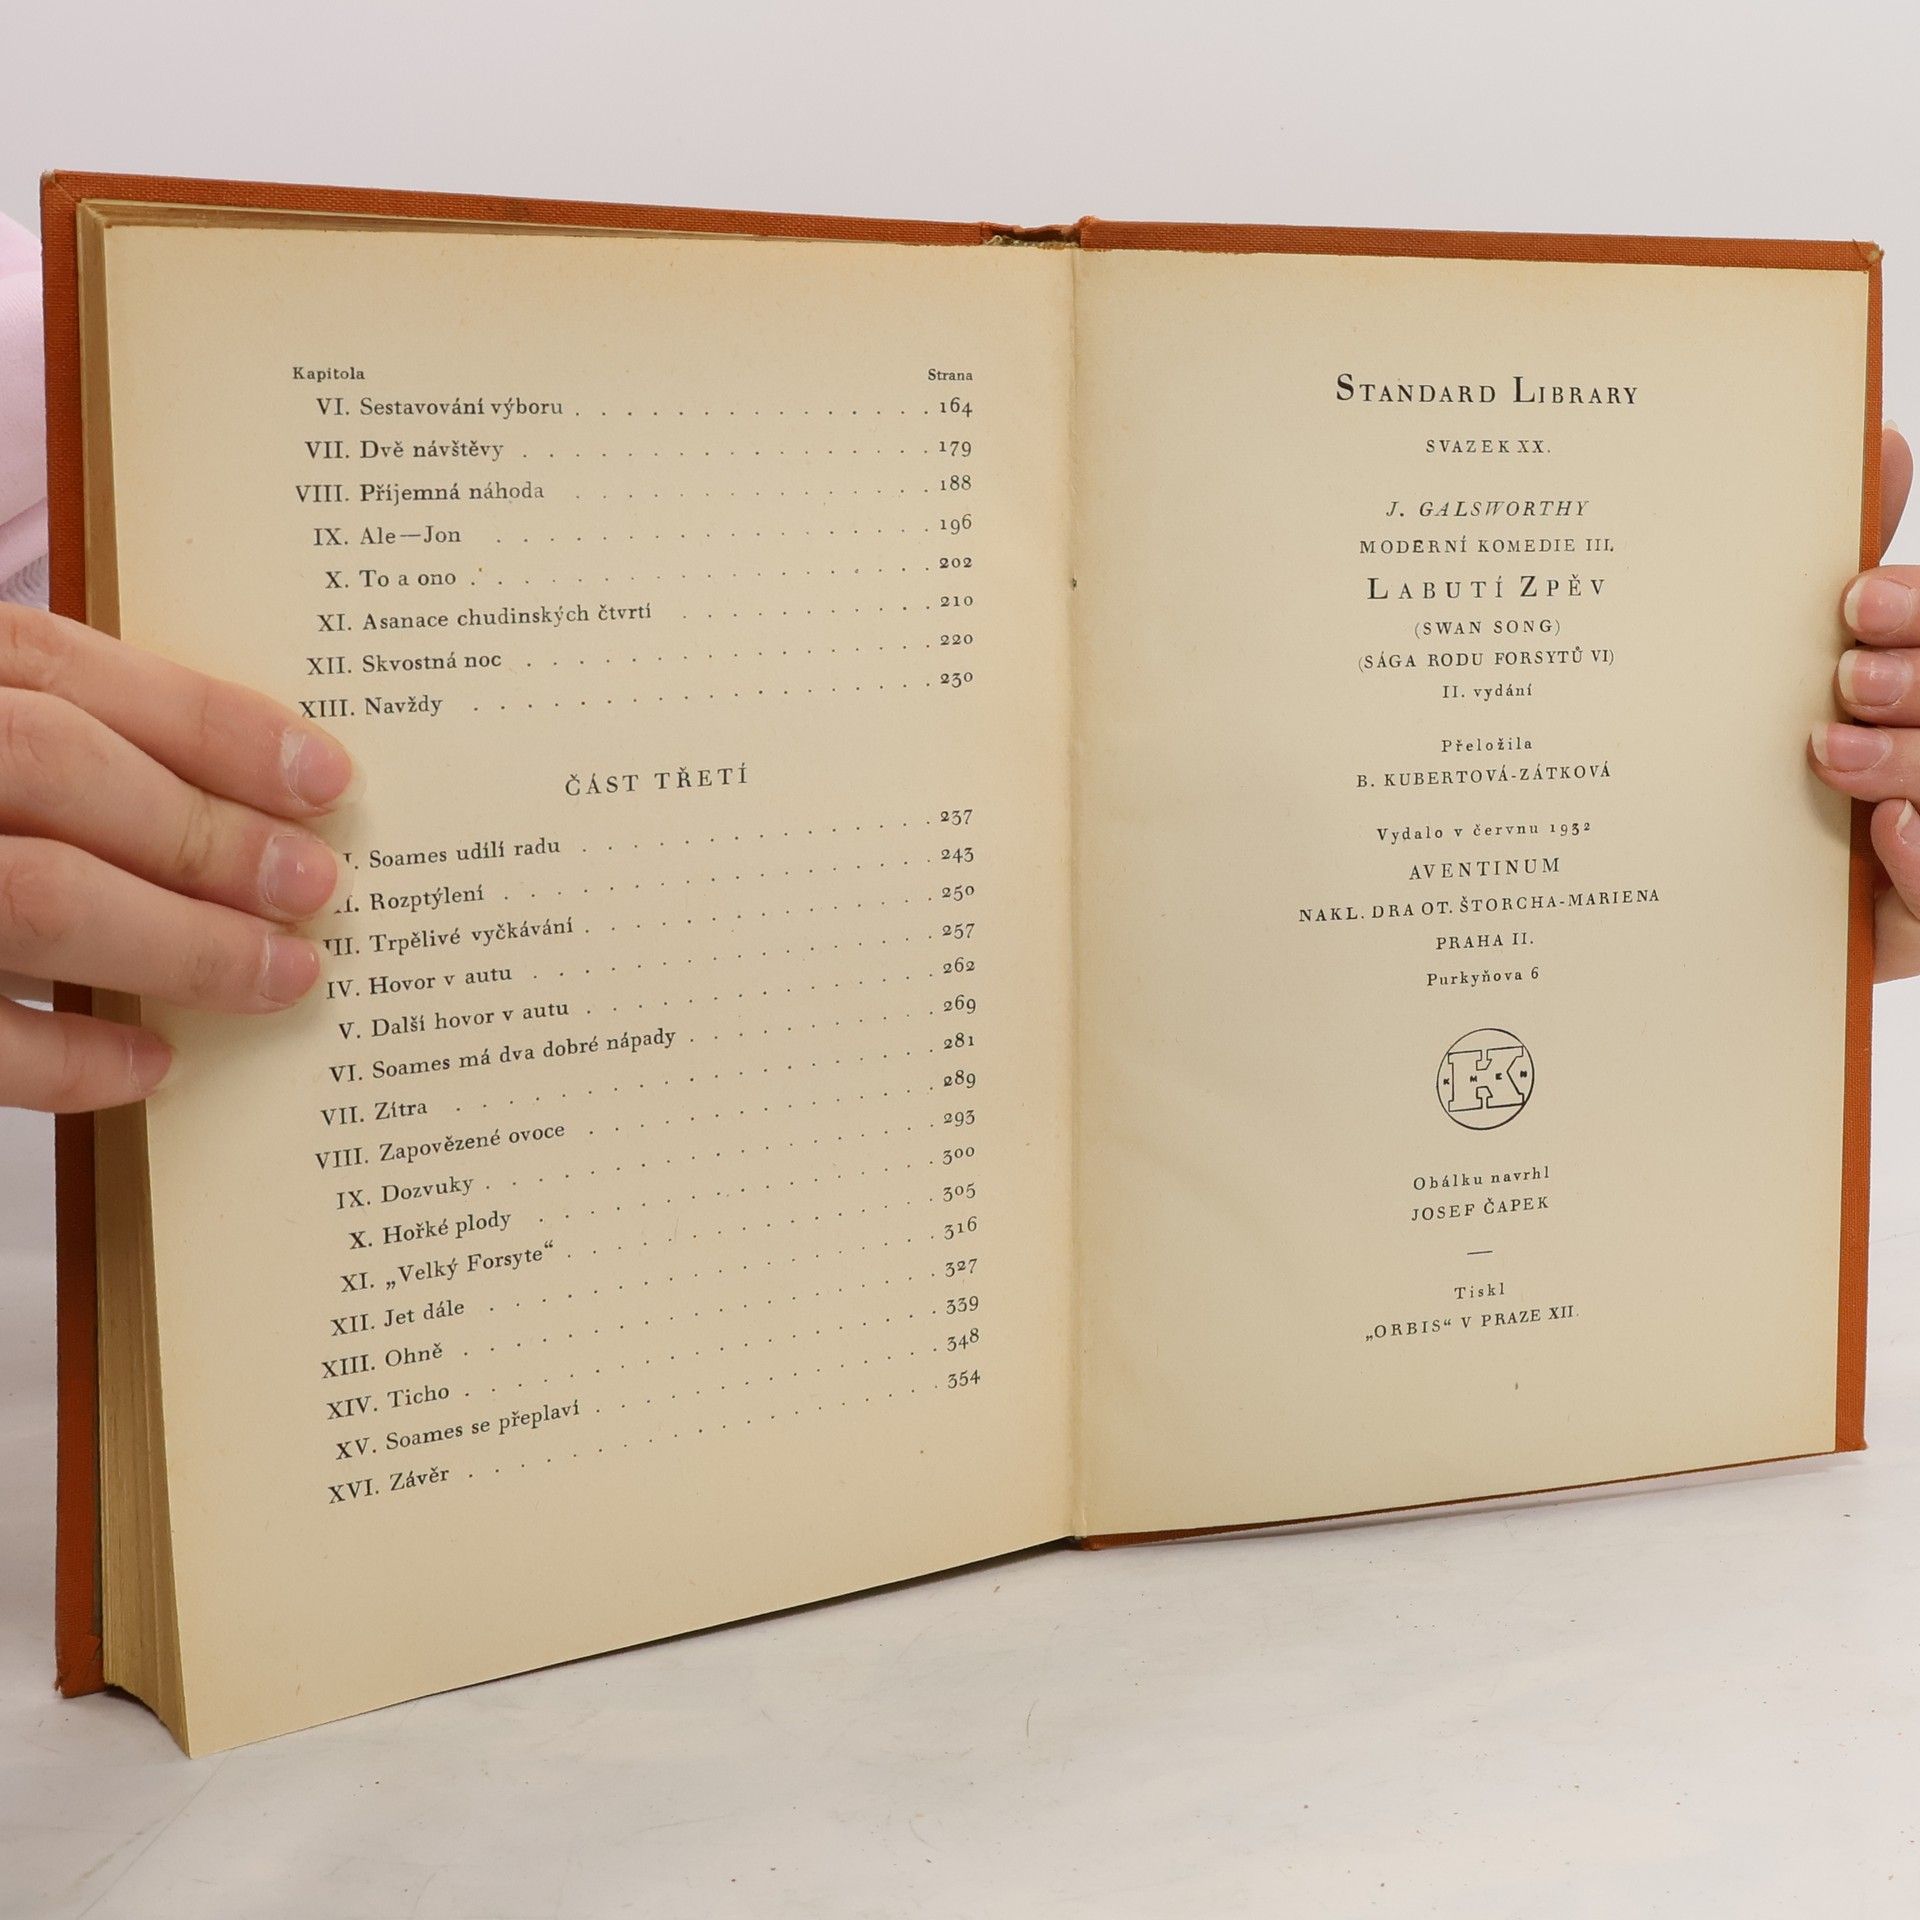 Kapitola Strana
VI. Sestavování výboru . . . . . . . . . . . . . . 164
VII. Dvě návštěvy . . . . . . . . . . . . . . . . 179
VIII. Příjemná náhoda . . . . . . . . . . . . . . 188
IX. Ale—Jon . . . . . . . . . . . . . . . . . 196
X. To a ono . . . . . . . . . . . . . . . . . . 202
XI. Asanace chudinských čtvrtí . . . . . . . . . . 210
XII. Skvostná noc . . . . . . . . . . . . . . . . 220
XIII. Navždy . . . . . . . . . . . . . . . . . . 230
ČÁST TŘETÍ
I. Soames udílí radu . . . . . . . . . . . . . . 237
II. Rozptýlení . . . . . . . . . . . . . . . . . 243
III. Trpělivé vyčkávání . . . . . . . . . . . . . . 250
IV. Hovor v autu . . . . . . . . . . . . . . . . 257
V. Další hovor v autu . . . . . . . . . . . . . . 262
VI. Soames má dva dobré nápady . . . . . . . . . . 269
VII. Zítra . . . . . . . . . . . . . . . . . . . 281
VIII. Zapovězené ovoce . . . . . . . . . . . . . . 289
IX. Dozvuky . . . . . . . . . . . . . . . . . . 293
X. Hořké plody . . . . . . . . . . . . . . . . 300
XI. „Velký Forsyte“ . . . . . . . . . . . . . . . 305
XII. Jet dále . . . . . . . . . . . . . . . . . . 316
XIII. Ohně . . . . . . . . . . . . . . . . . . . 327
XIV. Ticho . . . . . . . . . . . . . . . . . . . 339
XV. Soames se přeplaví . . . . . . . . . . . . . . 348
XVI. Závěr . . . . . . . . . . . . . . . . . . . 354
STANDARD LIBRARY
SVAZEK XX.
J. GALSWORTHY
MODERNÍ KOMEDIE III.
LABUTÍ ZPĚV
(SWAN SONG)
(SÁGA RODU FORSYTŮ VI)
II. vydání
Přeložila
B. KUBERTOVÁ-ZÁTKOVÁ
Vydalo v červnu 1932
AVENTINUM
NAKL. DRA OT. ŠTORCHA-MARIENA
PRAHA II.
Purkyňova 6
K
K M E N
Obálku navrhl
JOSEF ČAPEK
—
Tiskl
„ORBIS“ V PRAZE XII.